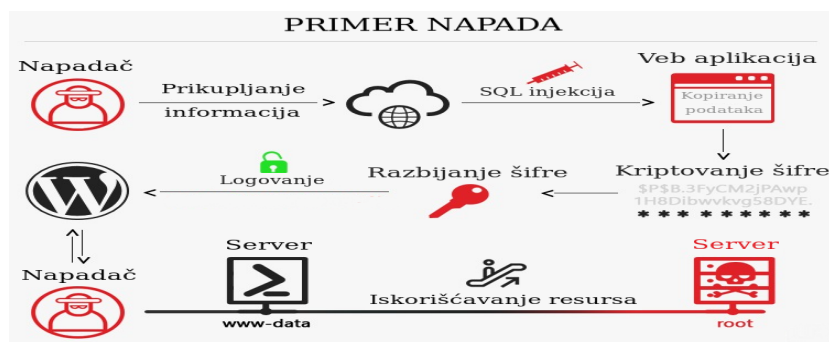 PRIMER NAPADA
Napadač
Prikupljanje
informacija
SQL injekcija
Veb aplikacija
Kopiranje
podataka
Kriptovanje šifre
$P$B.3FyCM2jPAwp
1H8Dibwvkvg58DYE.
* * * * * * * * *
Razbijanje šifre
Logovanje
W
Napadač
Server
www-data
Iskorišćavanje resursa
Server
root